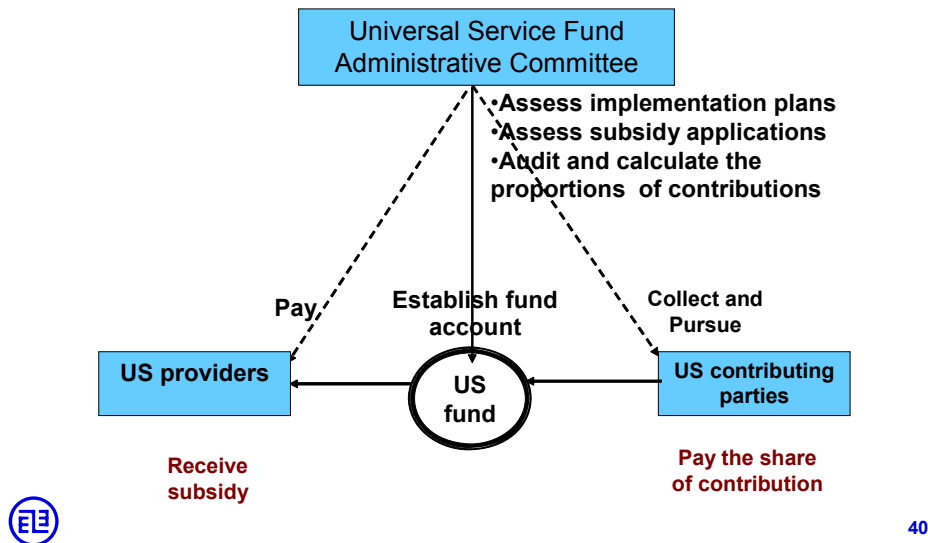 Universal Service Fund
Administrative Committee
•Assess implementation plans
•Assess subsidy applications
•Audit and calculate the
proportions of contributions
Pay
Establish fund
account
Collect and
Pursue
US providers
US
fund
US contributing
parties
Receive
subsidy
Pay the share
of contribution
40